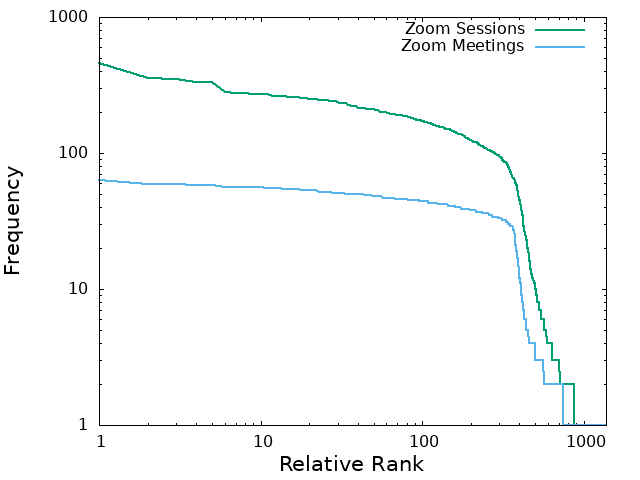 1000
Zoom Sessions
Zoom Meetings
100
Frequency
10
1
1 10 100 1000
Relative Rank